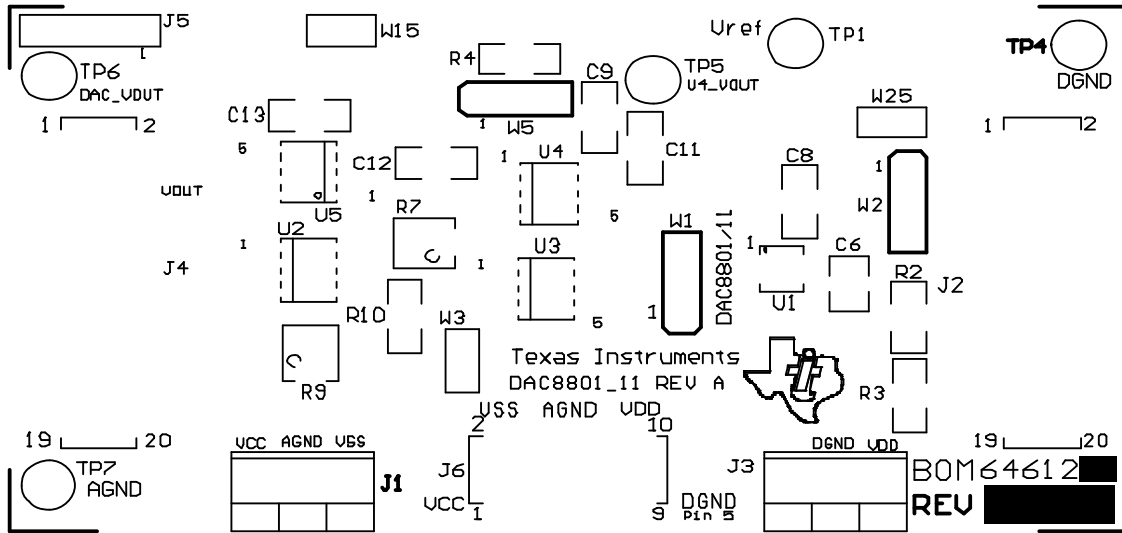 J5
W15
Vref
TP1
TP4
R4
TP6
C9
TP5
DGND
DAC_VOUT
U4_VOUT
W25
C13
1
2
1
W5
1
2
5
1
U4
C11
C8
1
C12
VOUT
1
R7
5
W1
W2
U5
U2
1
U3
1
DAC8801/11
J4
1
C6
R2
J2
R10
W3
1
U1
5
Texas Instruments
R9
DAC8801_11 REV A
R3
VSS AGND VDD
2
10
19
20
VCC AGND VSS
DGND VDD
19
20
TP7
AGND
J1
J6
J3
BOM64612
VCC
1
9
DGND
Pin 5
REV